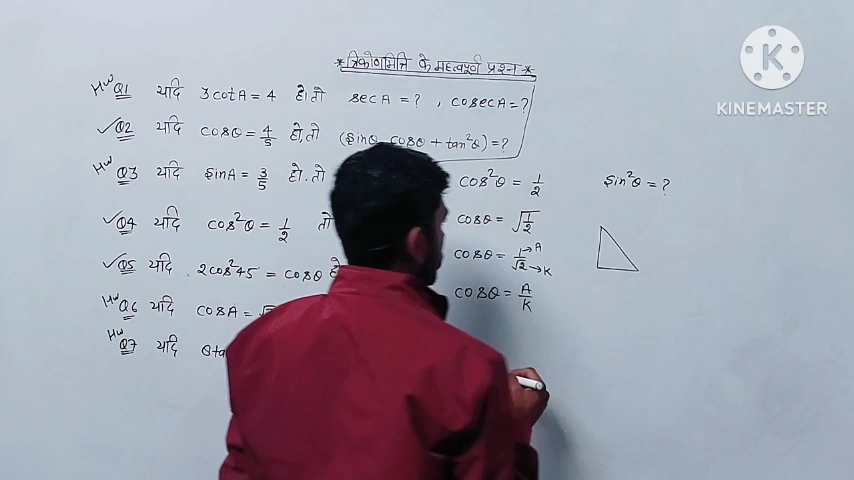 *त्रिकोणमिति के महत्वपूर्ण प्रश्न*
HW Q1 यदि 3cotA = 4 हो, तो secA = ? , cosecA = ?
✓Q2 यदि cosθ = 4/5 हो, तो (sinθ cosθ + tan²θ) = ?
HW Q3 यदि sinA = 3/5 हो. तो
✓Q4 यदि cos²θ = 1/2 तो
✓Q5 यदि 2cos²45 = cosθ हो
HW Q6 यदि cosA =
HW Q7 यदि θta
cos²θ = 1/2 sin²θ = ?
cosθ = √1/2
cosθ = 1→A/√2→K
cosθ = A/K
K
KINEMASTER